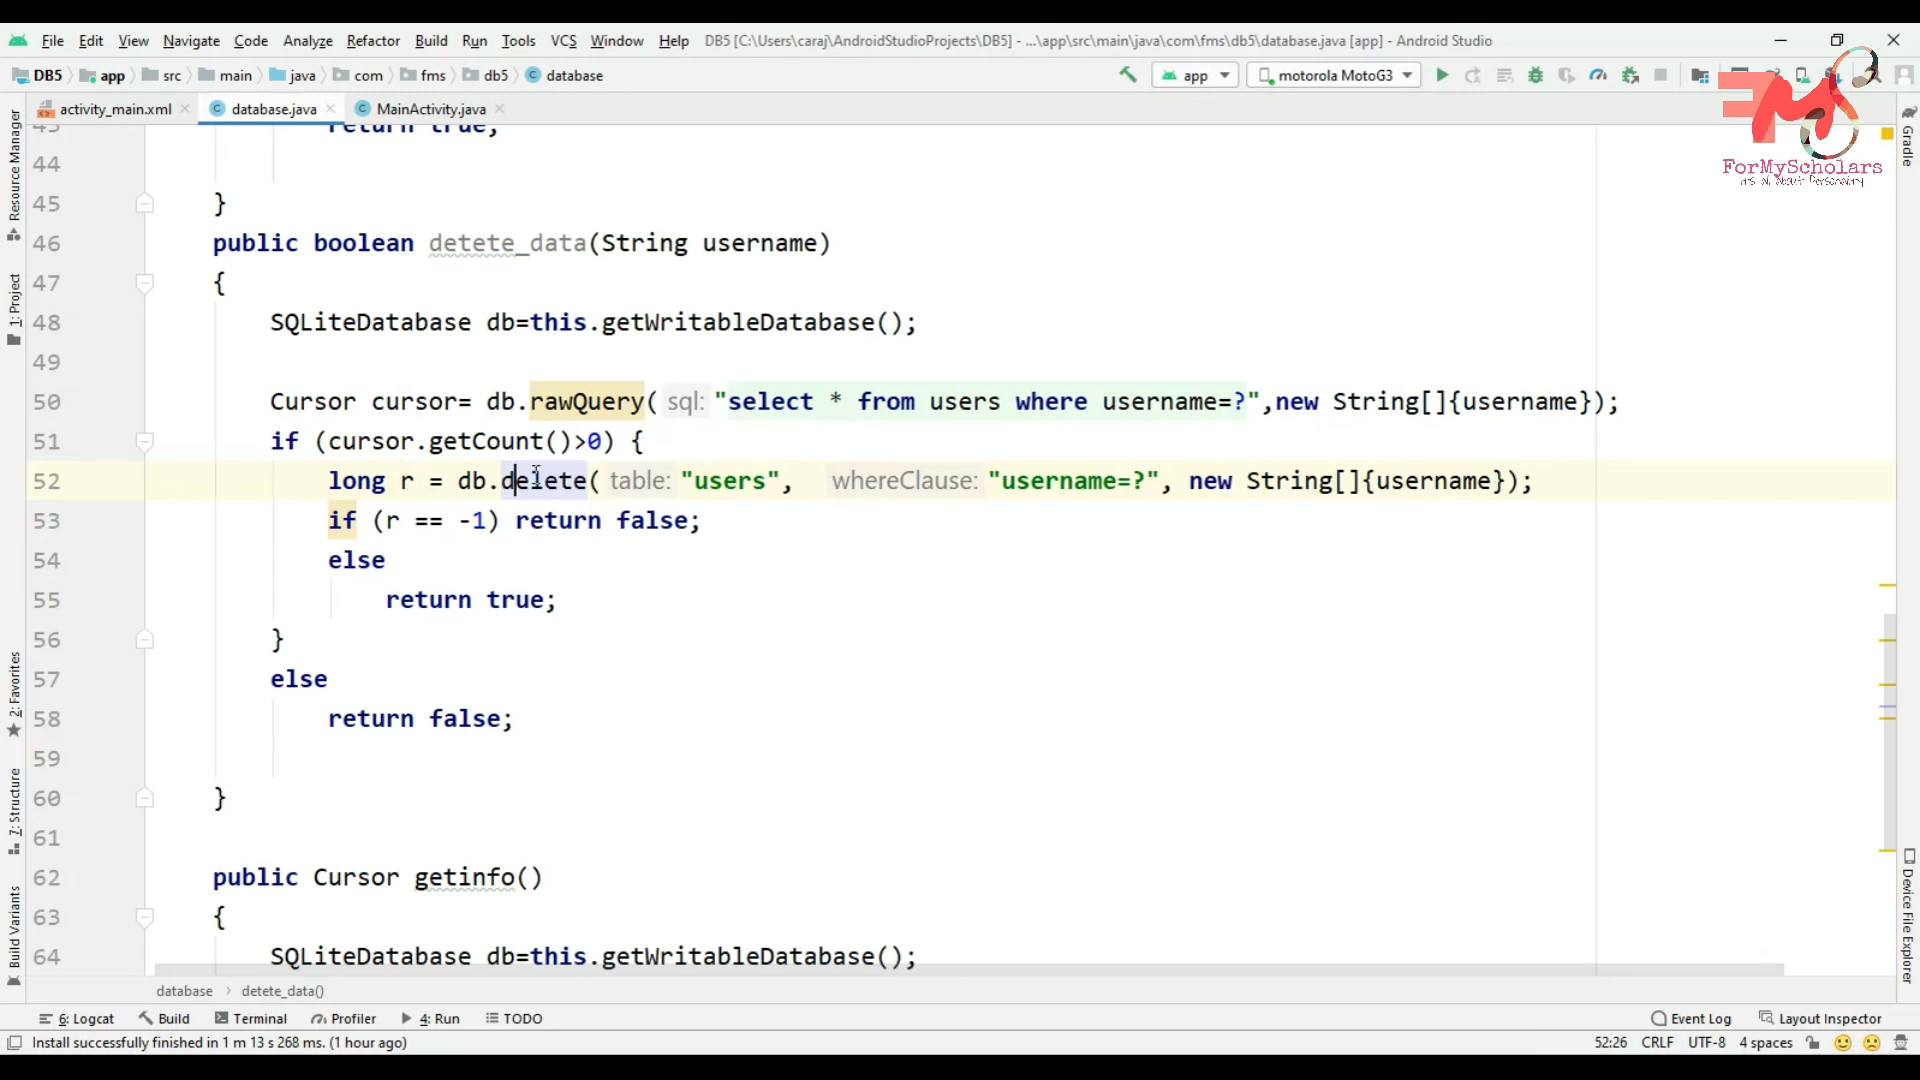 File Edit View Navigate Code Analyze Refactor Build Run Tools VCS Window Help DB5 [C:\Users\caraj\AndroidStudioProjects\DB5] - ...\app\src\main\java\com\fms\db5\database.java [app] - Android Studio
DB5 app src main java com fms db5 database app motorola MotoG3
activity_main.xml database.java MainActivity.java
ForMyScholars
43 return true;
44
45 }
46 public boolean detete_data(String username)
47 {
48 SQLiteDatabase db=this.getWritableDatabase();
49
50 Cursor cursor= db.rawQuery( sql: "select * from users where username=?",new String[]{username});
51 if (cursor.getCount()>0) {
52 long r = db.delete( table: "users", whereClause: "username=?", new String[]{username});
53 if (r == -1) return false;
54 else
55 return true;
56 }
57 else
58 return false;
59
60 }
61
62 public Cursor getinfo()
63 {
64 SQLiteDatabase db=this.getWritableDatabase();
database › detete_data()
6: Logcat Build Terminal Profiler 4: Run TODO Event Log Layout Inspector
Install successfully finished in 1 m 13 s 268 ms. (1 hour ago) 52:26 CRLF UTF-8 4 spaces
Resource Manager
1: Project
2: Favorites
7: Structure
Build Variants
Gradle
Device File Explorer